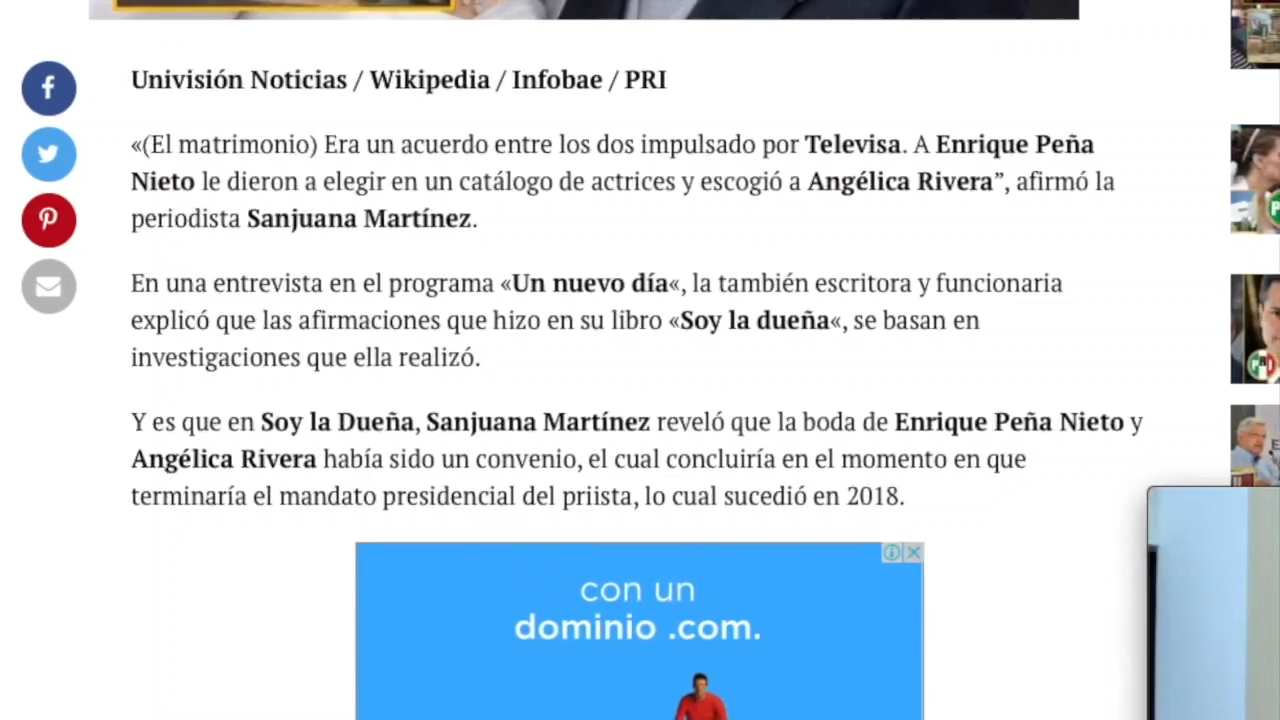 Univisión Noticias / Wikipedia / Infobae / PRI
«(El matrimonio) Era un acuerdo entre los dos impulsado por Televisa. A Enrique Peña
Nieto le dieron a elegir en un catálogo de actrices y escogió a Angélica Rivera”, afirmó la
periodista Sanjuana Martínez.
En una entrevista en el programa «Un nuevo día«, la también escritora y funcionaria
explicó que las afirmaciones que hizo en su libro «Soy la dueña«, se basan en
investigaciones que ella realizó.
Y es que en Soy la Dueña, Sanjuana Martínez reveló que la boda de Enrique Peña Nieto y
Angélica Rivera había sido un convenio, el cual concluiría en el momento en que
terminaría el mandato presidencial del priista, lo cual sucedió en 2018.
con un
dominio .com.